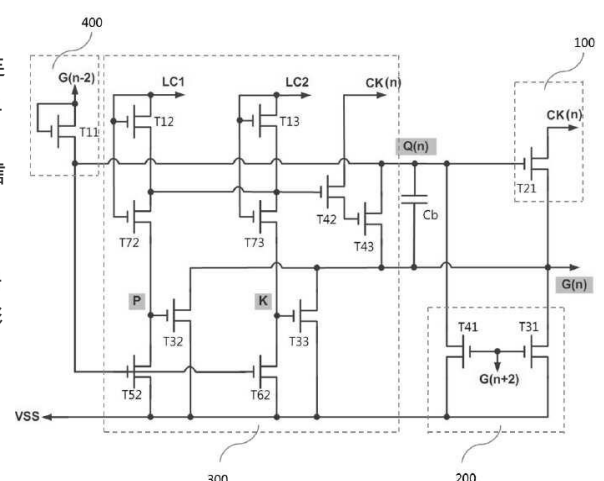 400
100
G(n-2)
LC1
LC2
CK(n)
T11
T12
T13
CK(n)
Q(n)
T21
T42
T43
Cb
T72
T73
G(n)
P
K
T32
T33
T41
T31
T52
T62
G(n+2)
VSS
300
200